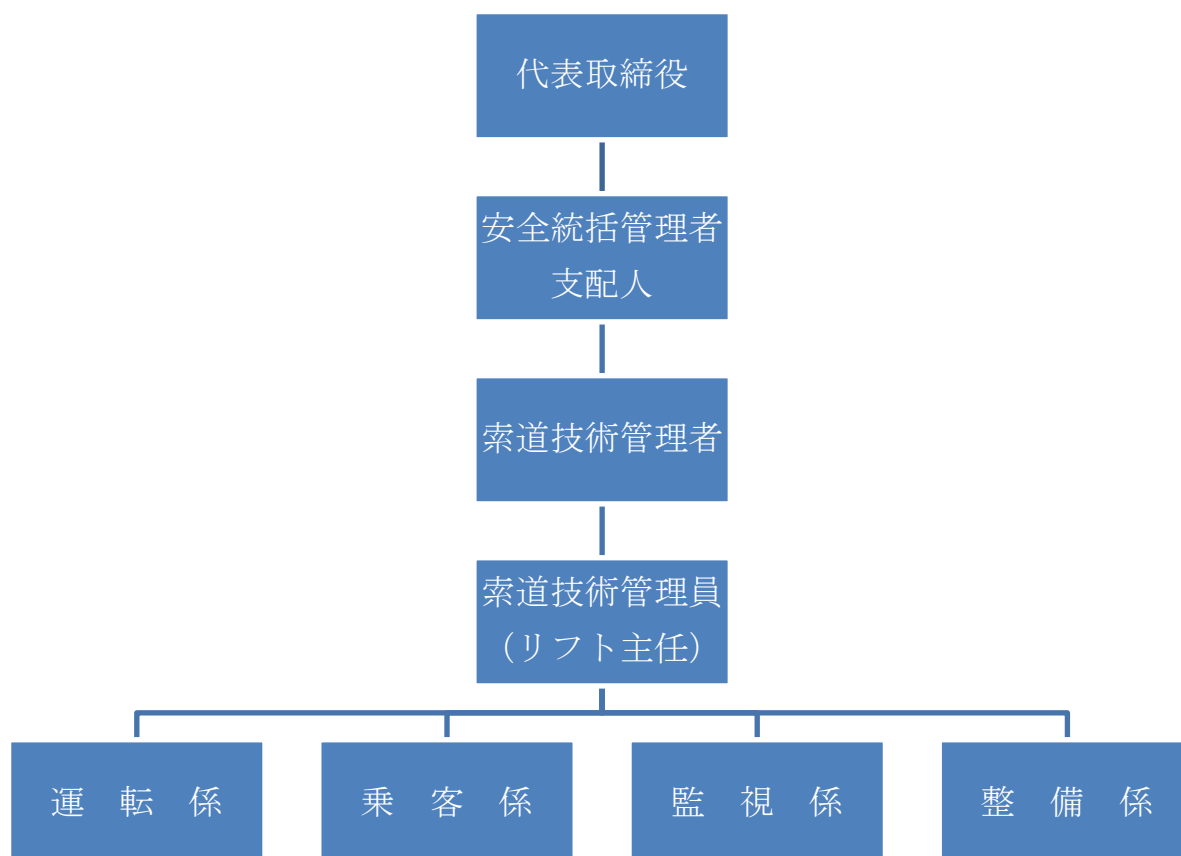 代表取締役
安全統括管理者
支配人
索道技術管理者
索道技術管理員
（リフト主任）
運　転　係
乗　客　係
監　視　係
整　備　係